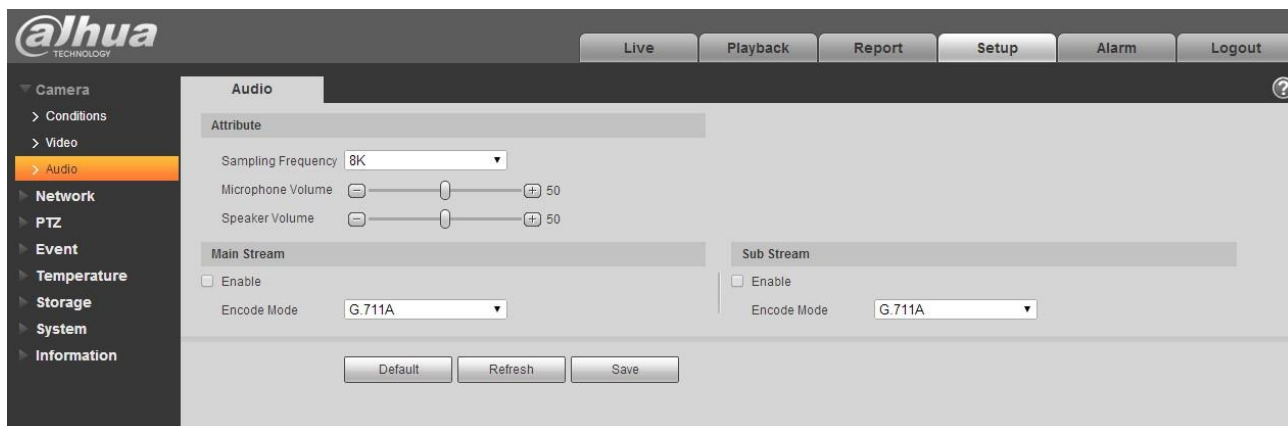 alhua
TECHNOLOGY
Live Playback Report Setup Alarm Logout
Camera
Conditions
Video
Audio
Network
PTZ
Event
Temperature
Storage
System
Information
Audio
?
Attribute
Sampling Frequency 8K
Microphone Volume 50
Speaker Volume 50
Main Stream
Enable
Encode Mode G.711A
Sub Stream
Enable
Encode Mode G.711A
Default Refresh Save